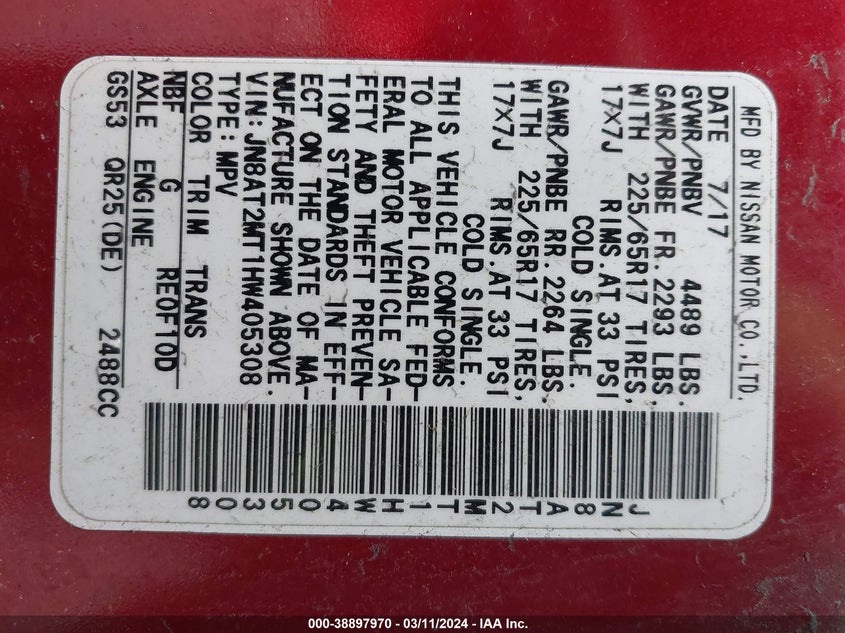 MFD BY NISSAN MOTOR CO.,LTD.
DATE 7/17
GVWR/PNBV 4489 LBS.
GAWR/PNBE FR. 2293 LBS,
WITH 225/65R17 TIRES,
17X7J RIMS AT 33 PSI
COLD SINGLE.
GAWR/PNBE RR. 2264 LBS,
WITH 225/65R17 TIRES,
17X7J RIMS AT 33 PSI
COLD SINGLE.
THIS VEHICLE CONFORMS
TO ALL APPLICABLE FED-
ERAL MOTOR VEHICLE SA-
FETY AND THEFT PREVEN-
TION STANDARDS IN EFF-
ECT ON THE DATE OF MA-
NUFACTURE SHOWN ABOVE.
VIN: JN8AT2MT1HW405308
TYPE: MPV
COLOR TRIM TRANS
NBF G RE0F10D
AXLE ENGINE
GS53 QR25(DE) 2488CC
JN8AT2MT1HW405308
000-38897970 - 03/11/2024 - IAA Inc.